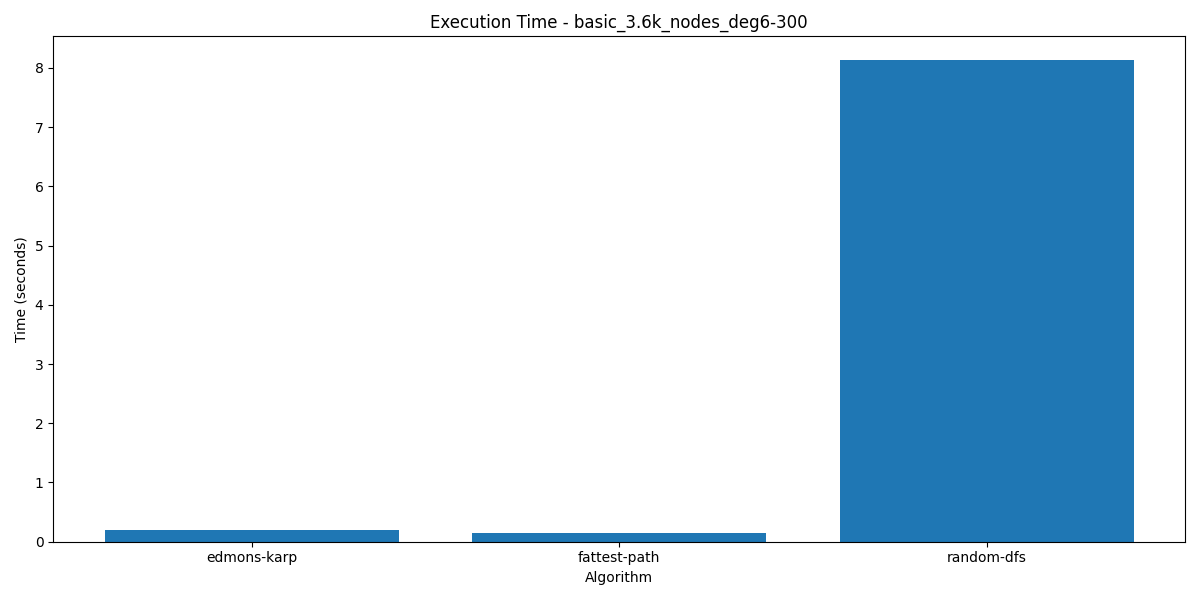 Execution Time - basic_3.6k_nodes_deg6-300
Time (seconds)
8
7
6
5
4
3
2
1
0
edmons-karp
fattest-path
random-dfs
Algorithm